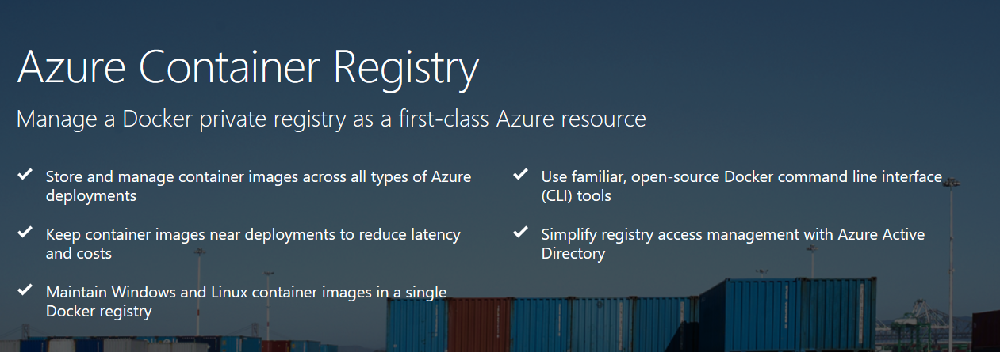 Azure Container Registry
Manage a Docker private registry as a first-class Azure resource
Store and manage container images across all types of Azure
deployments
Keep container images near deployments to reduce latency
and costs
Maintain Windows and Linux container images in a single
Docker registry
Use familiar, open-source Docker command line interface
(CLI) tools
Simplify registry access management with Azure Active
Directory